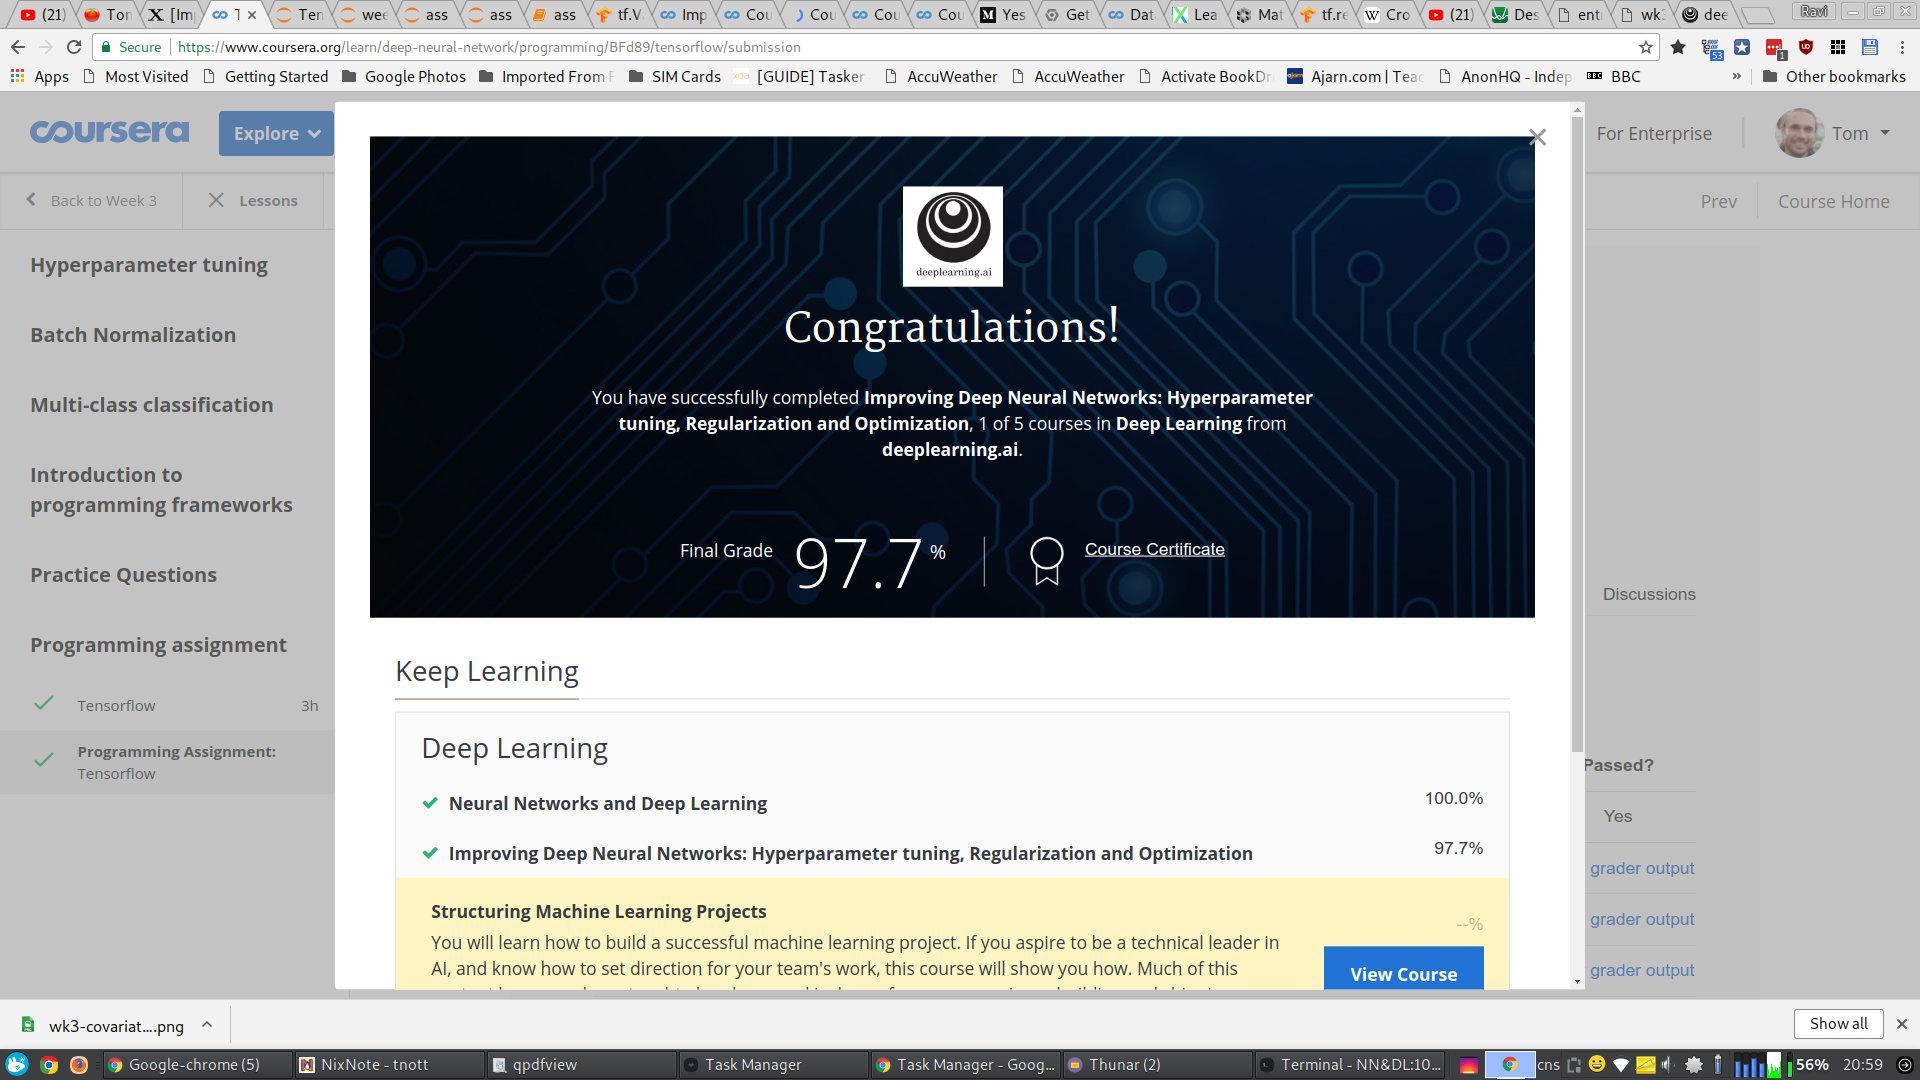 (21)
Tor
[Im
T
Ten
wee
ass
ass
ass
tf.V
Imp
Cou
Cou
Cou
Cou
Yes
Get
Dat
Lea
Mat
tf.re
Cro
(21)
Des
ent
wk
dee
Ravi
Secure
https://www.coursera.org/learn/deep-neural-network/programming/BFd89/tensorflow/submission
53
1
Apps
Most Visited
Getting Started
Google Photos
Imported From F
SIM Cards
xda [GUIDE] Tasker
AccuWeather
AccuWeather
Activate BookDr
ajarn Ajarn.com | Teac
AnonHQ - Indep
BBC BBC
»
Other bookmarks
coursera
Explore
For Enterprise
Tom
Back to Week 3
Lessons
Prev
Course Home
Hyperparameter tuning
Batch Normalization
Multi-class classification
Introduction to
programming frameworks
Practice Questions
Programming assignment
Tensorflow
3h
Programming Assignment:
Tensorflow
deeplearning.ai
Congratulations!
You have successfully completed Improving Deep Neural Networks: Hyperparameter
tuning, Regularization and Optimization, 1 of 5 courses in Deep Learning from
deeplearning.ai.
Final Grade
97.7 %
Course Certificate
Keep Learning
Deep Learning
Neural Networks and Deep Learning
100.0%
Improving Deep Neural Networks: Hyperparameter tuning, Regularization and Optimization
97.7%
Structuring Machine Learning Projects
--%
You will learn how to build a successful machine learning project. If you aspire to be a technical leader in
AI, and know how to set direction for your team's work, this course will show you how. Much of this
View Course
Discussions
Passed?
Yes
grader output
grader output
grader output
wk3-covariat....png
Show all
Google-chrome (5)
NixNote - tnott
qpdfview
Task Manager
Task Manager - Goog...
Thunar (2)
Terminal - NN&DL:10...
cns
56%
20:59